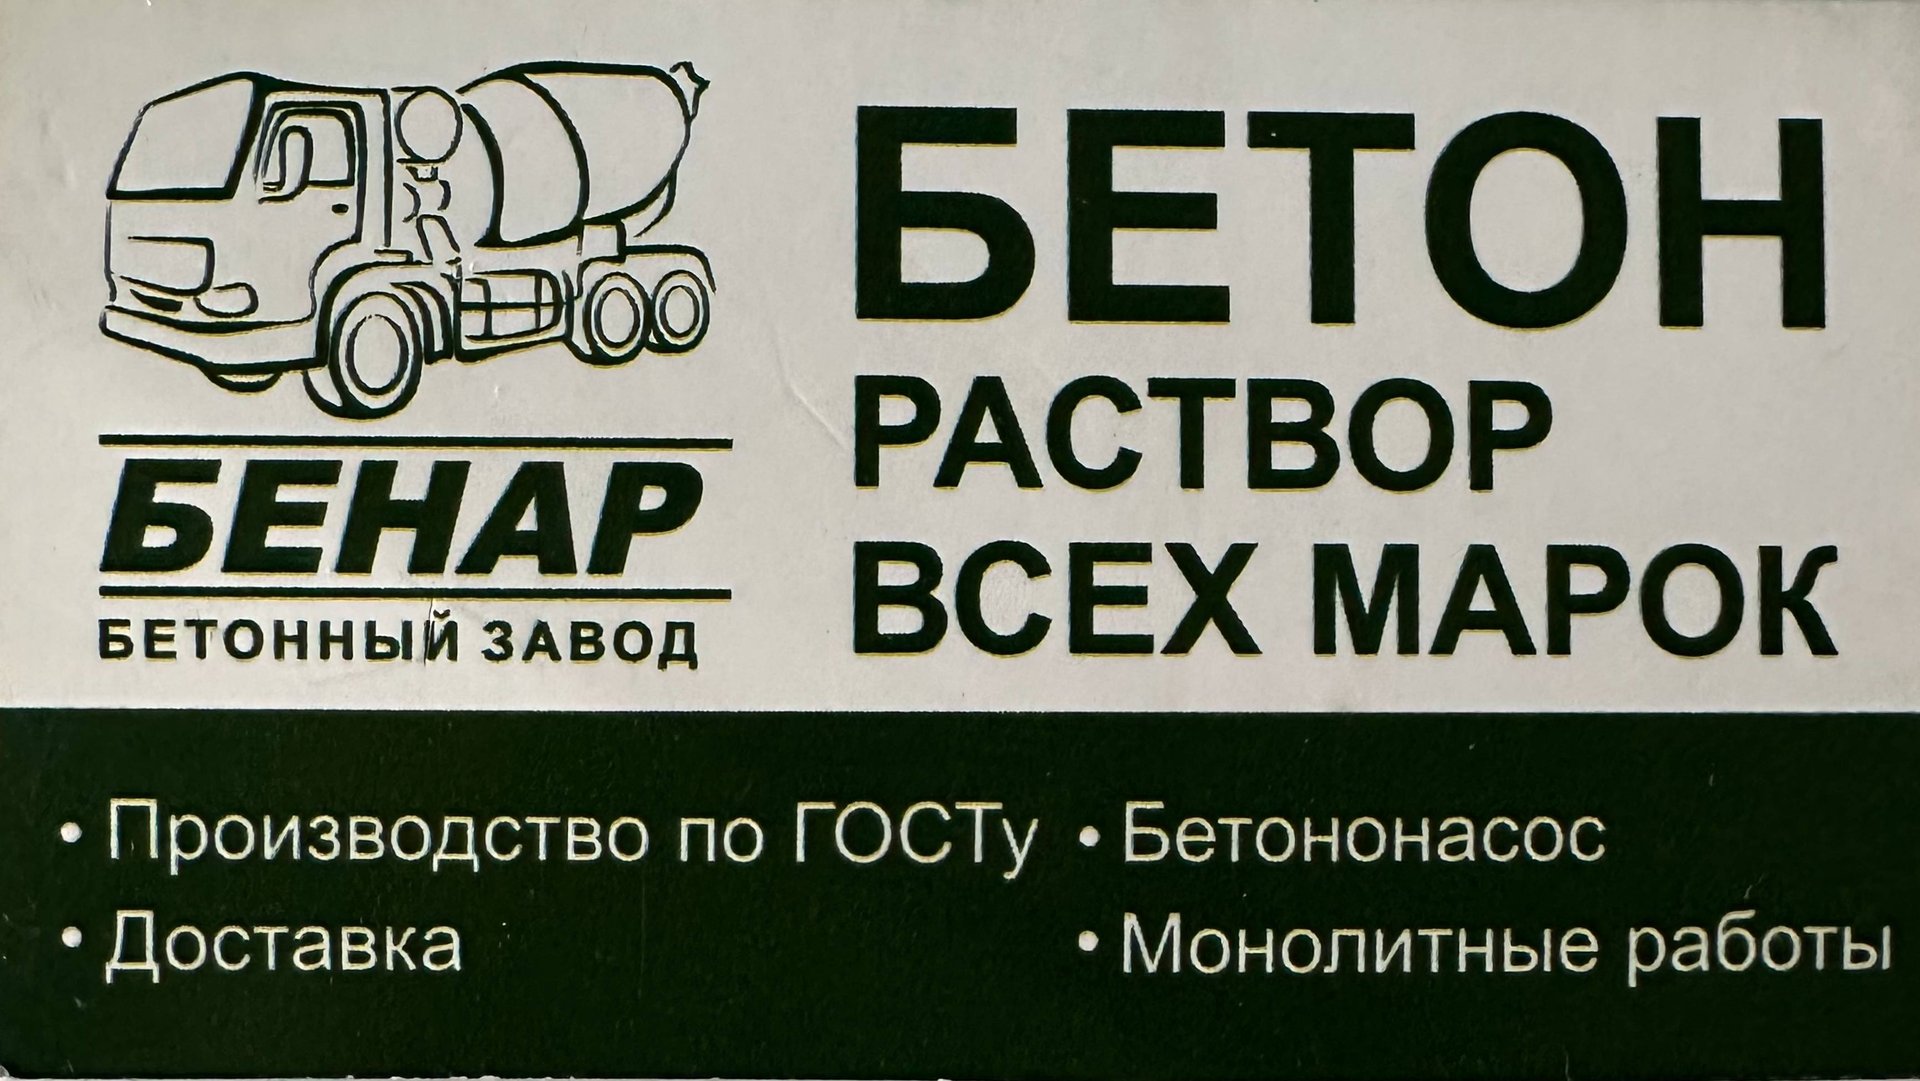 БЕНАР
БЕТОННЫЙ ЗАВОД
БЕТОН
РАСТВОР
ВСЕХ МАРОК
• Производство по ГОСТу
• Доставка
• Бетононасос
• Монолитные работы